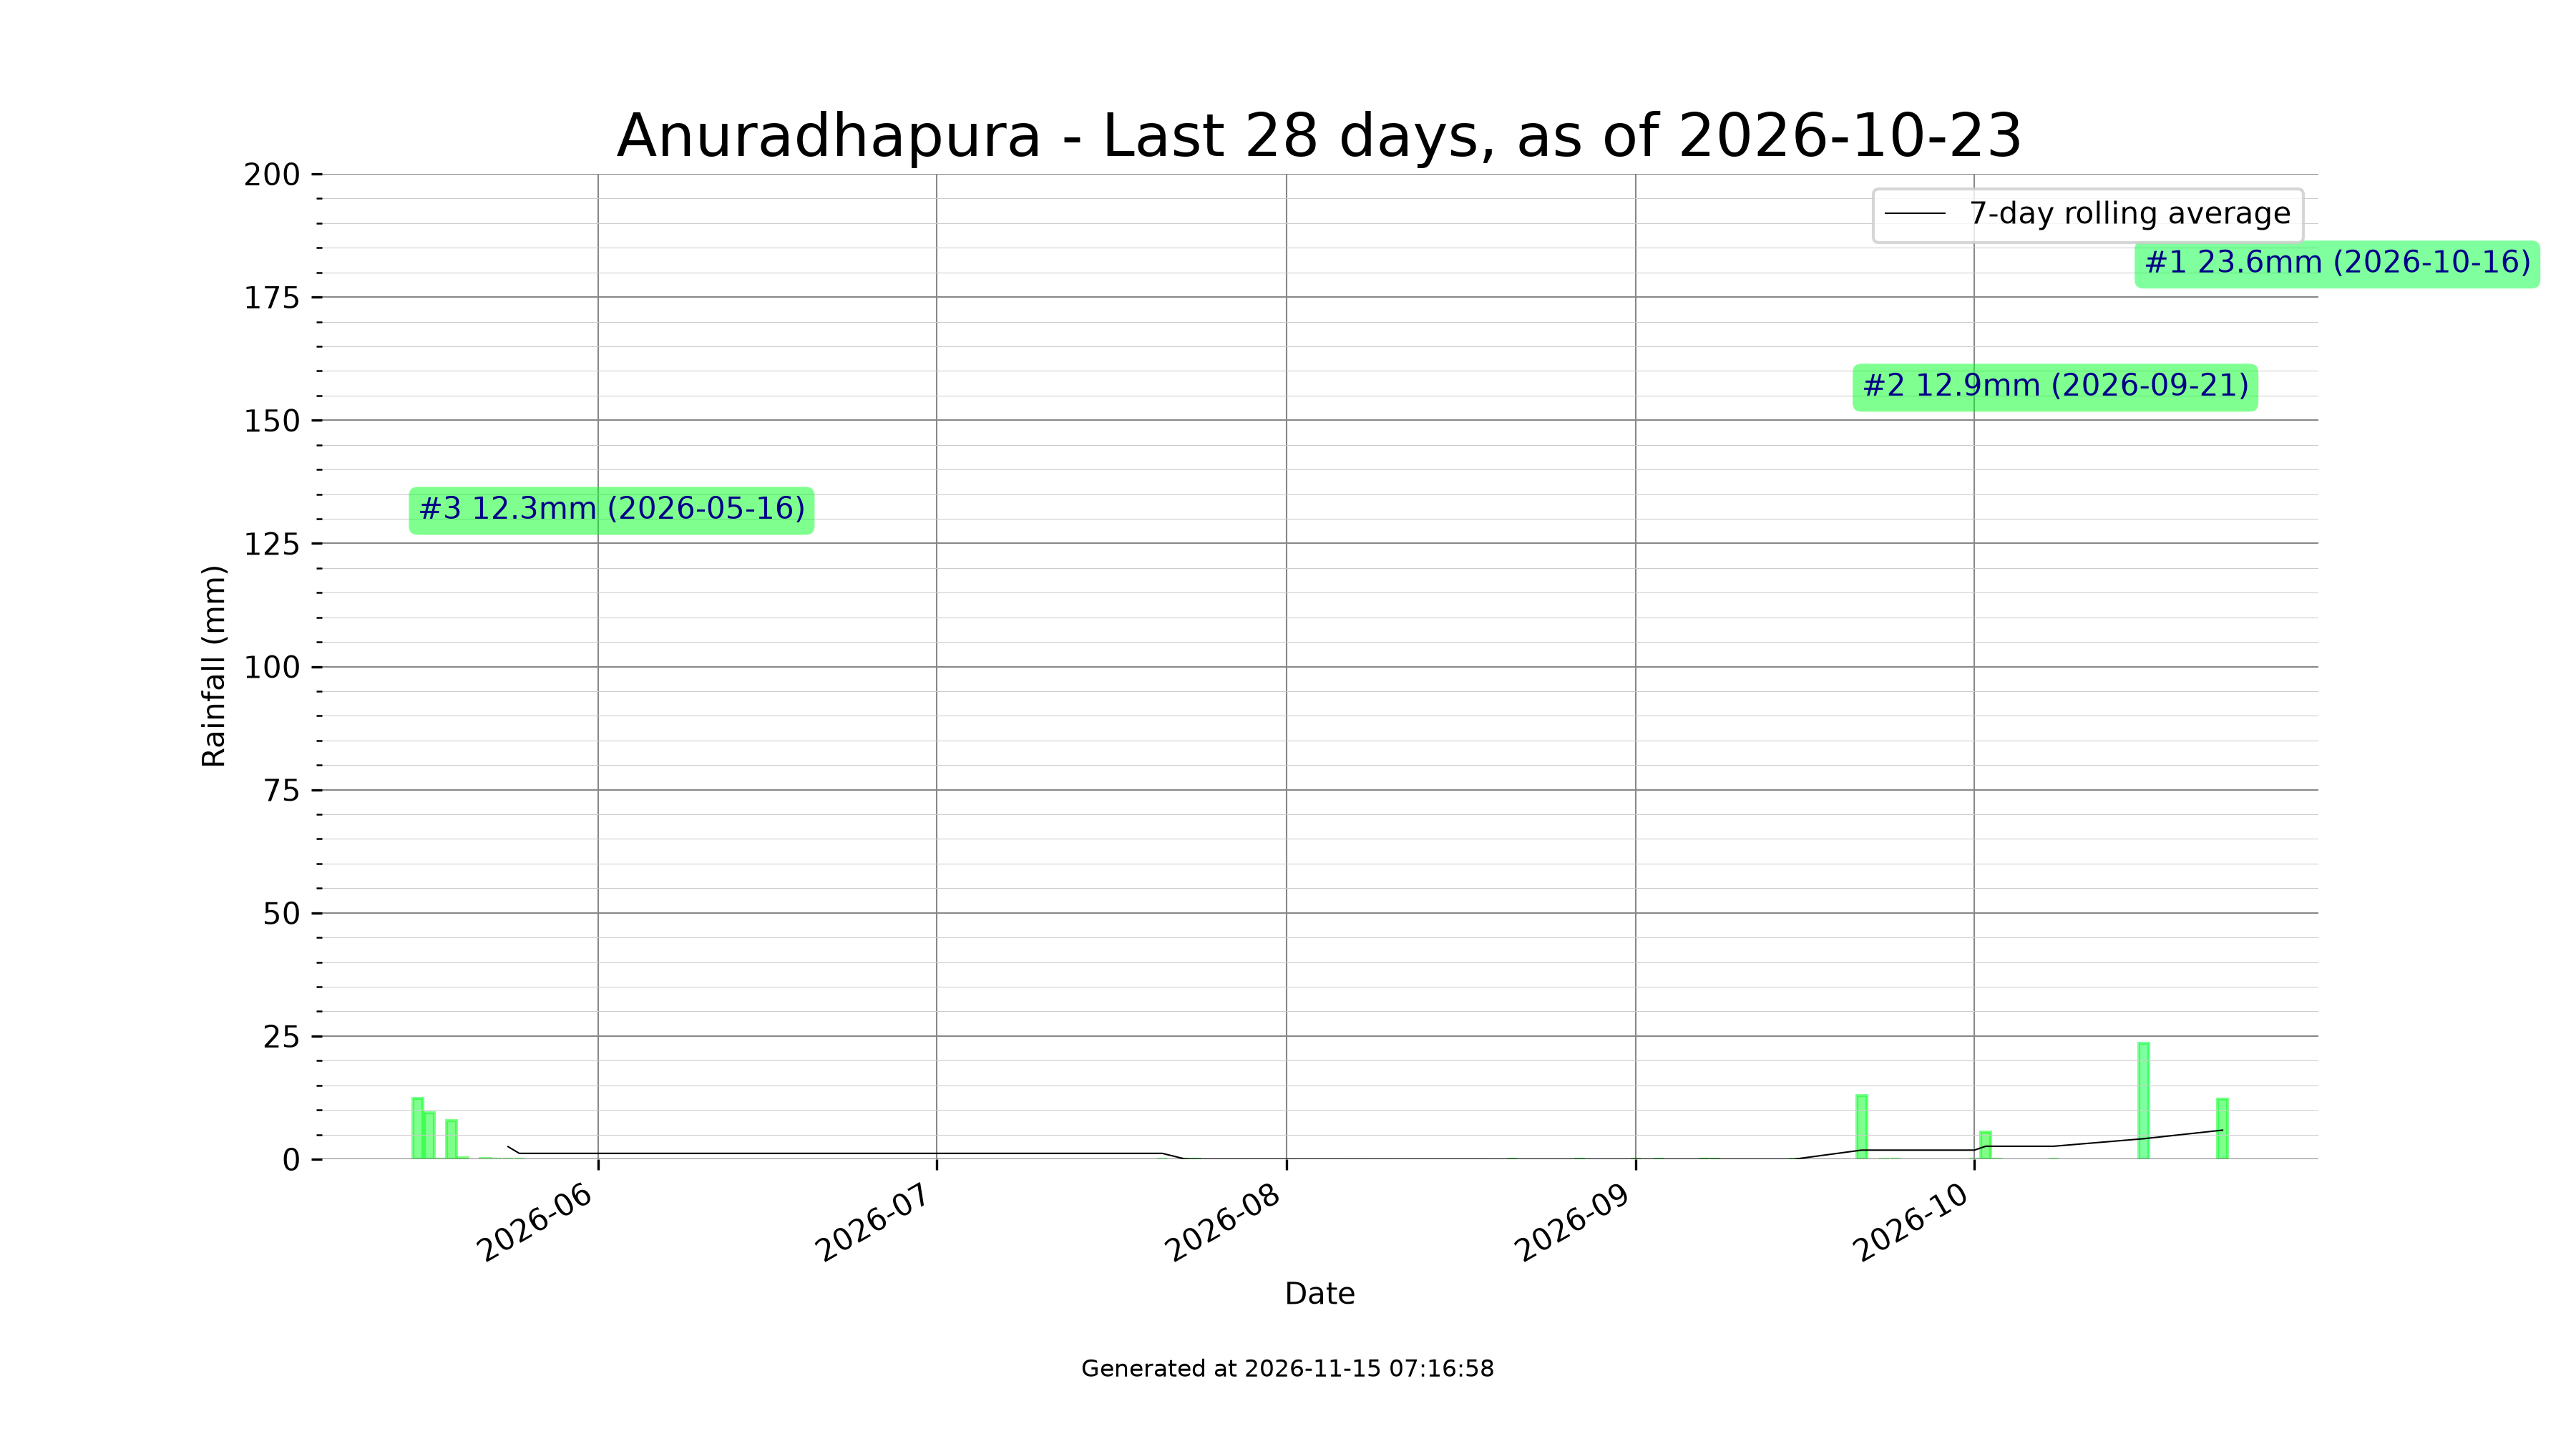 Anuradhapura - Last 28 days, as of 2026-10-23
200
175
150
125
100
75
50
25
0
Rainfall (mm)
7-day rolling average
#1 23.6mm (2026-10-16)
#2 12.9mm (2026-09-21)
#3 12.3mm (2026-05-16)
2026-06
2026-07
2026-08
2026-09
2026-10
Date
Generated at 2026-11-15 07:16:58